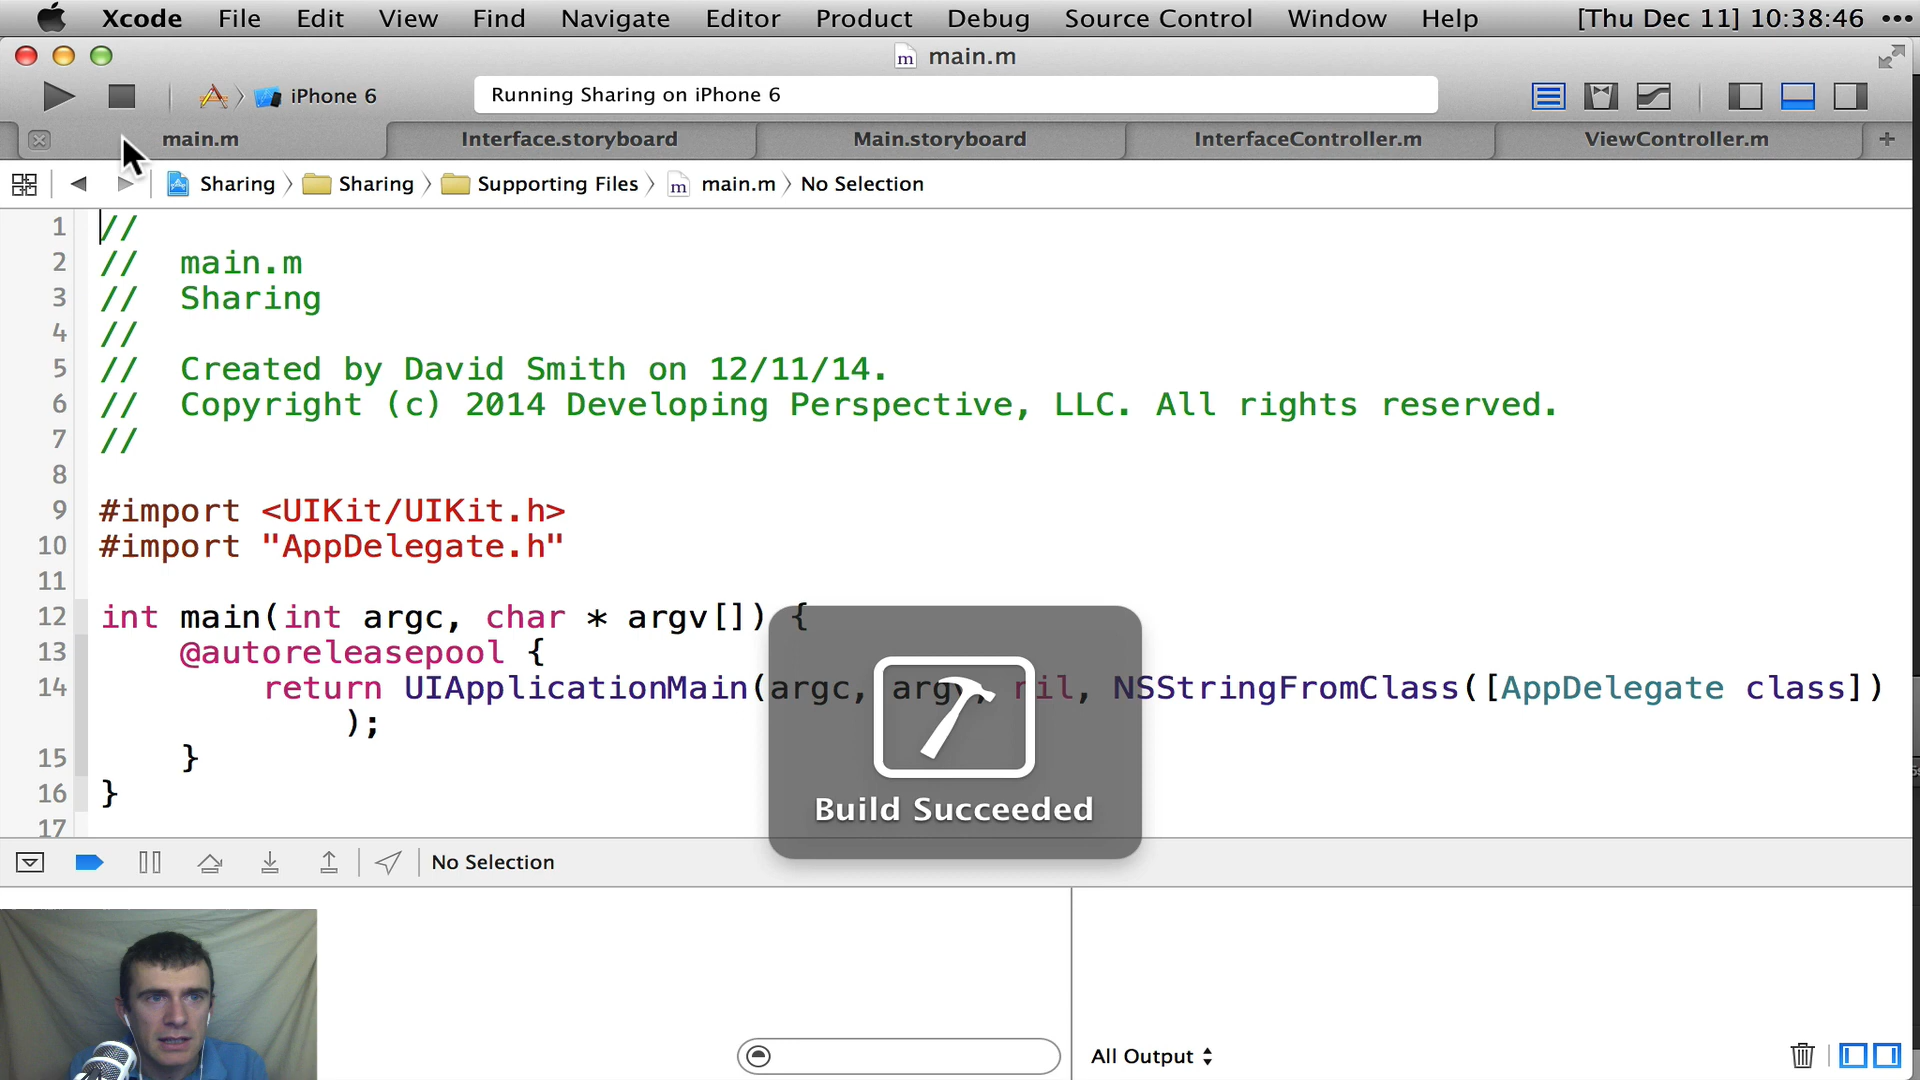 Xcode File Edit View Find Navigate Editor Product Debug Source Control Window Help [Thu Dec 11] 10:38:46 •••
m main.m
iPhone 6
Running Sharing on iPhone 6
main.m Interface.storyboard Main.storyboard InterfaceController.m ViewController.m +
Sharing 〉 Sharing 〉 Supporting Files 〉 m main.m 〉 No Selection
1 //
2 // main.m
3 // Sharing
4 //
5 // Created by David Smith on 12/11/14.
6 // Copyright (c) 2014 Developing Perspective, LLC. All rights reserved.
7 //
8
9 #import <UIKit/UIKit.h>
10 #import "AppDelegate.h"
11
12 int main(int argc, char * argv[]) {
13 @autoreleasepool {
14 return UIApplicationMain(argc, argv, nil, NSStringFromClass([AppDelegate class])
);
15 }
16 }
17
Build Succeeded
No Selection
All Output